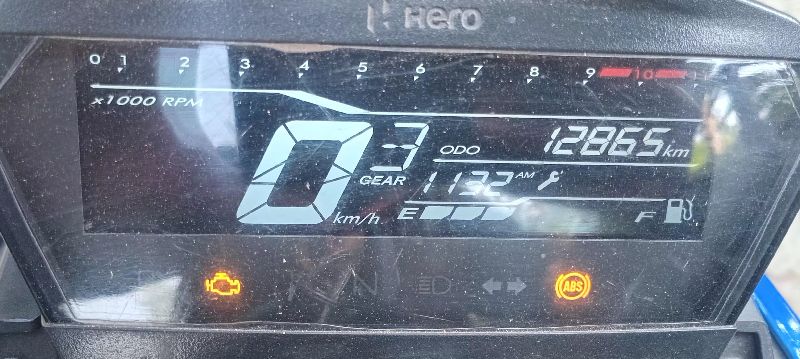 Hero
0 1 2 3 4 5 6 7 8 9 10 11
x1000 RPM
0 km/h
3 GEAR
ODO 12865 km
1132 AM
E F
N
ABS